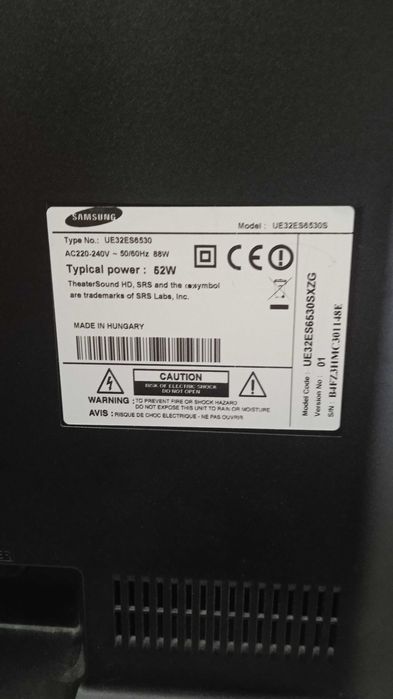 SAMSUNG
Model : UE32ES6530S
Type No.: UE32ES6530
AC220-240V ~ 50/60Hz 88W
Typical power : 52W
TheaterSound HD, SRS and the symbol
are trademarks of SRS Labs, Inc.
MADE IN HUNGARY
CAUTION
RISK OF ELECTRIC SHOCK
DO NOT OPEN
WARNING : TO PREVENT FIRE OR SHOCK HAZARD
DO NOT EXPOSE THIS UNIT TO RAIN OR MOISTURE
AVIS : RISQUE DE CHOC ELECTRIQUE - NE PAS OUVRIR
Model Code : UE32ES6530SXZG
Version No : 01
S/N : B4FZ3HMC301148E